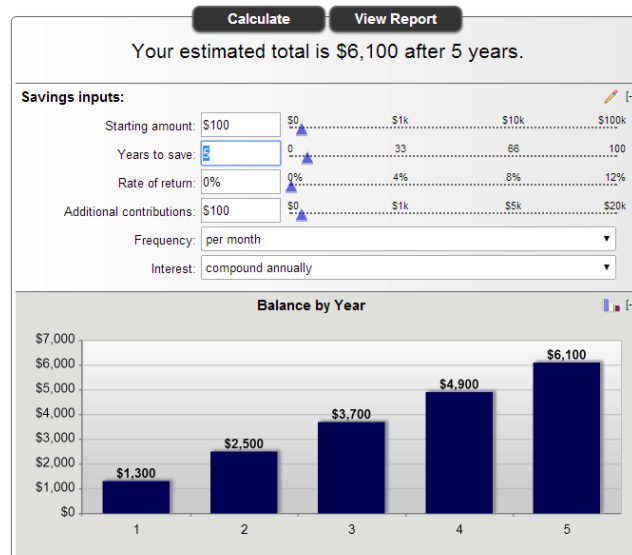 Calculate View Report
Your estimated total is $6,100 after 5 years.
Savings inputs: [-
Starting amount: $100 $0 $1k $10k $100k
Years to save: 5 0 33 66 100
Rate of return: 0% 0% 4% 8% 12%
Additional contributions: $100 $0 $1k $5k $20k
Frequency: per month
Interest: compound annually
Balance by Year [-
$7,000
$6,000
$5,000
$4,000
$3,000
$2,000
$1,000
$0
$1,300
$2,500
$3,700
$4,900
$6,100
1 2 3 4 5